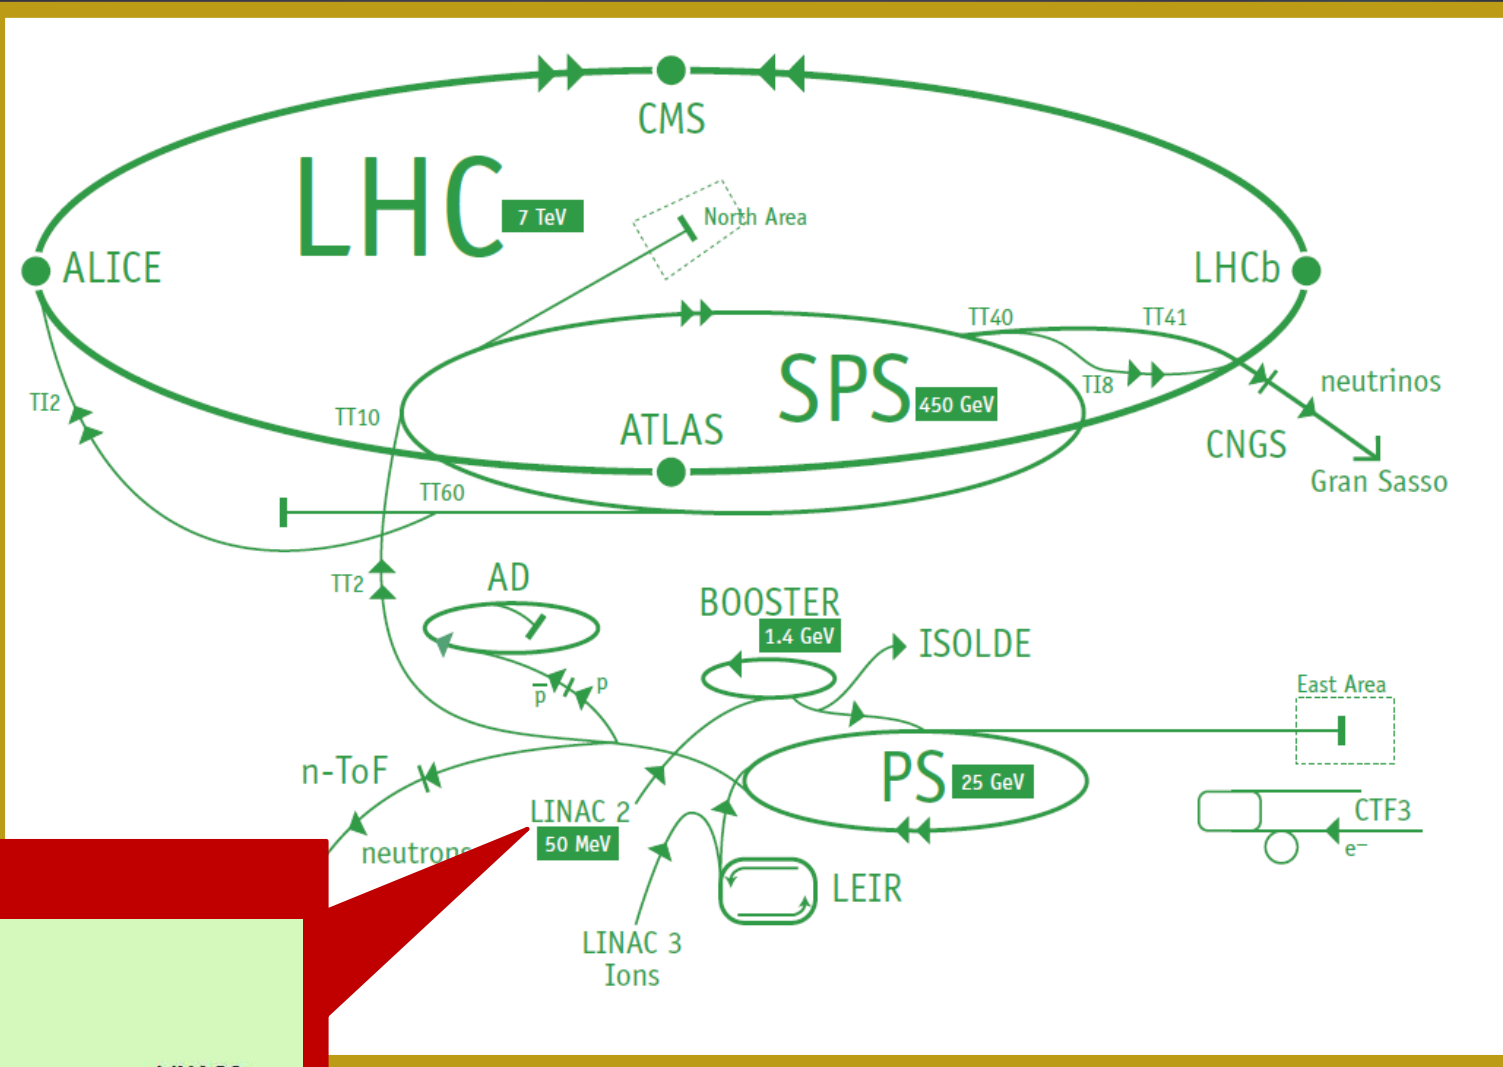 CMS
LHC
7 TeV
North Area
ALICE
LHCb
TT40
TT41
SPS
450 GeV
TI8
neutrinos
TI2
TT10
ATLAS
CNGS
Gran Sasso
TT60
TT2
AD
BOOSTER
1.4 GeV
ISOLDE
p̅
p
East Area
n-ToF
PS
25 GeV
LINAC 2
50 MeV
CTF3
e⁻
neutrons
LEIR
LINAC 3
Ions